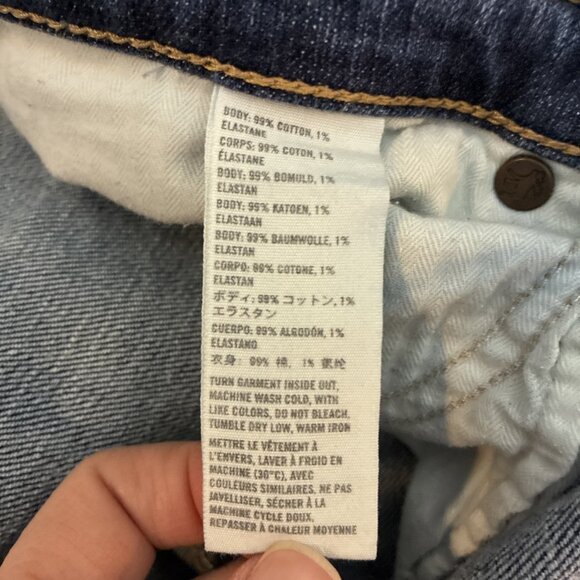 BODY: 99% COTTON, 1%
ELASTANE
CORPS: 99% COTON, 1%
ÉLASTANE
BODY: 99% BOMULD, 1%
ELASTAN
BODY: 99% KATOEN, 1%
ELASTAAN
BODY: 99% BAUMWOLLE, 1%
ELASTAN
CORPO: 99% COTONE, 1%
ELASTAN
ボディ: 99% コットン, 1%
エラスタン
CUERPO: 99% ALGODÓN, 1%
ELASTANO
衣身: 99% 棉, 1%
TURN GARMENT INSIDE OUT,
MACHINE WASH COLD, WITH
LIKE COLORS, DO NOT BLEACH.
TUMBLE DRY LOW, WARM IRON
METTRE LE VÊTEMENT À
L'ENVERS, LAVER À FROID EN
MACHINE (30°C), AVEC
COULEURS SIMILAIRES. NE PAS
JAVELLISER, SÉCHER À LA
MACHINE CYCLE DOUX.
REPASSER À CHALEUR MOYENNE